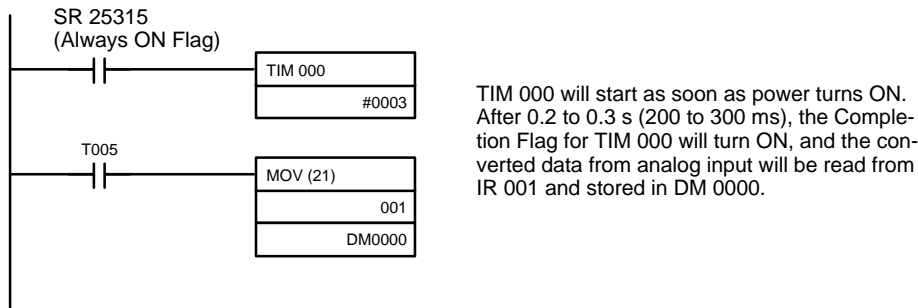 SR 25315
(Always ON Flag)
TIM 000
#0003
T005
MOV (21)
001
DM0000
TIM 000 will start as soon as power turns ON.
After 0.2 to 0.3 s (200 to 300 ms), the Comple-
tion Flag for TIM 000 will turn ON, and the con-
verted data from analog input will be read from
IR 001 and stored in DM 0000.